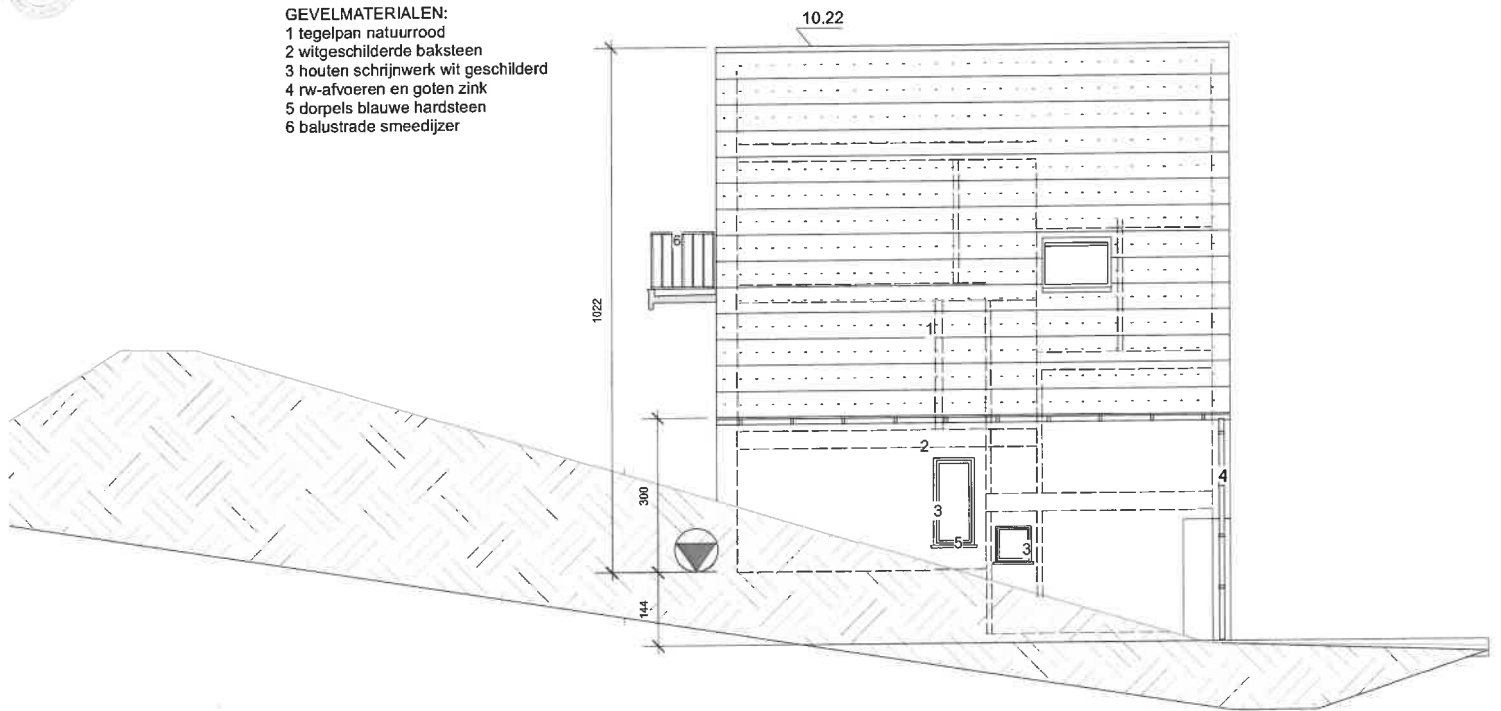 GEVELMATERIALEN:
1 tegelpan natuurrood
2 witgeschilderde baksteen
3 houten schrijnwerk wit geschilderd
4 rw-afvoeren en goten zink
5 dorpels blauwe hardsteen
6 balustrade smeedijzer
10.22
6
1022
1
2
300
4
3
5
3
144